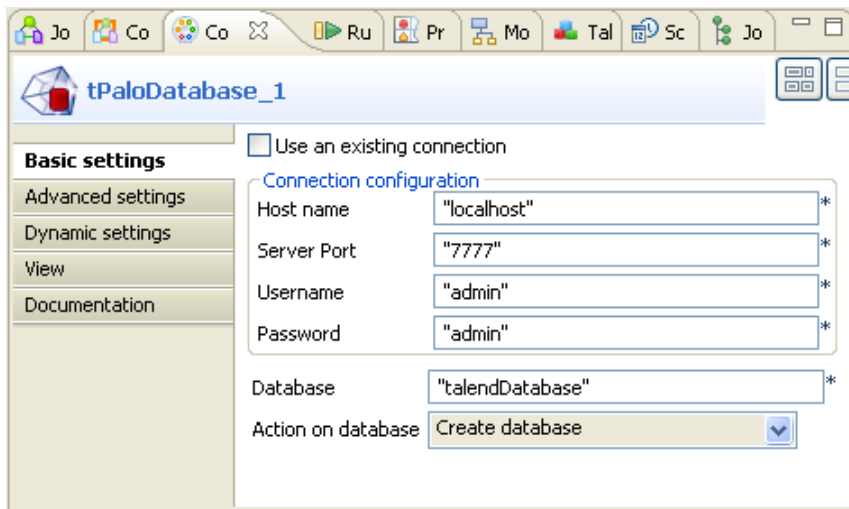 Jo Co Co Ru Pr Mo Tal Sc Jo
tPaloDatabase_1
Basic settings
Advanced settings
Dynamic settings
View
Documentation
Use an existing connection
Connection configuration
Host name "localhost" *
Server Port "7777" *
Username "admin" *
Password "admin" *
Database "talendDatabase" *
Action on database Create database